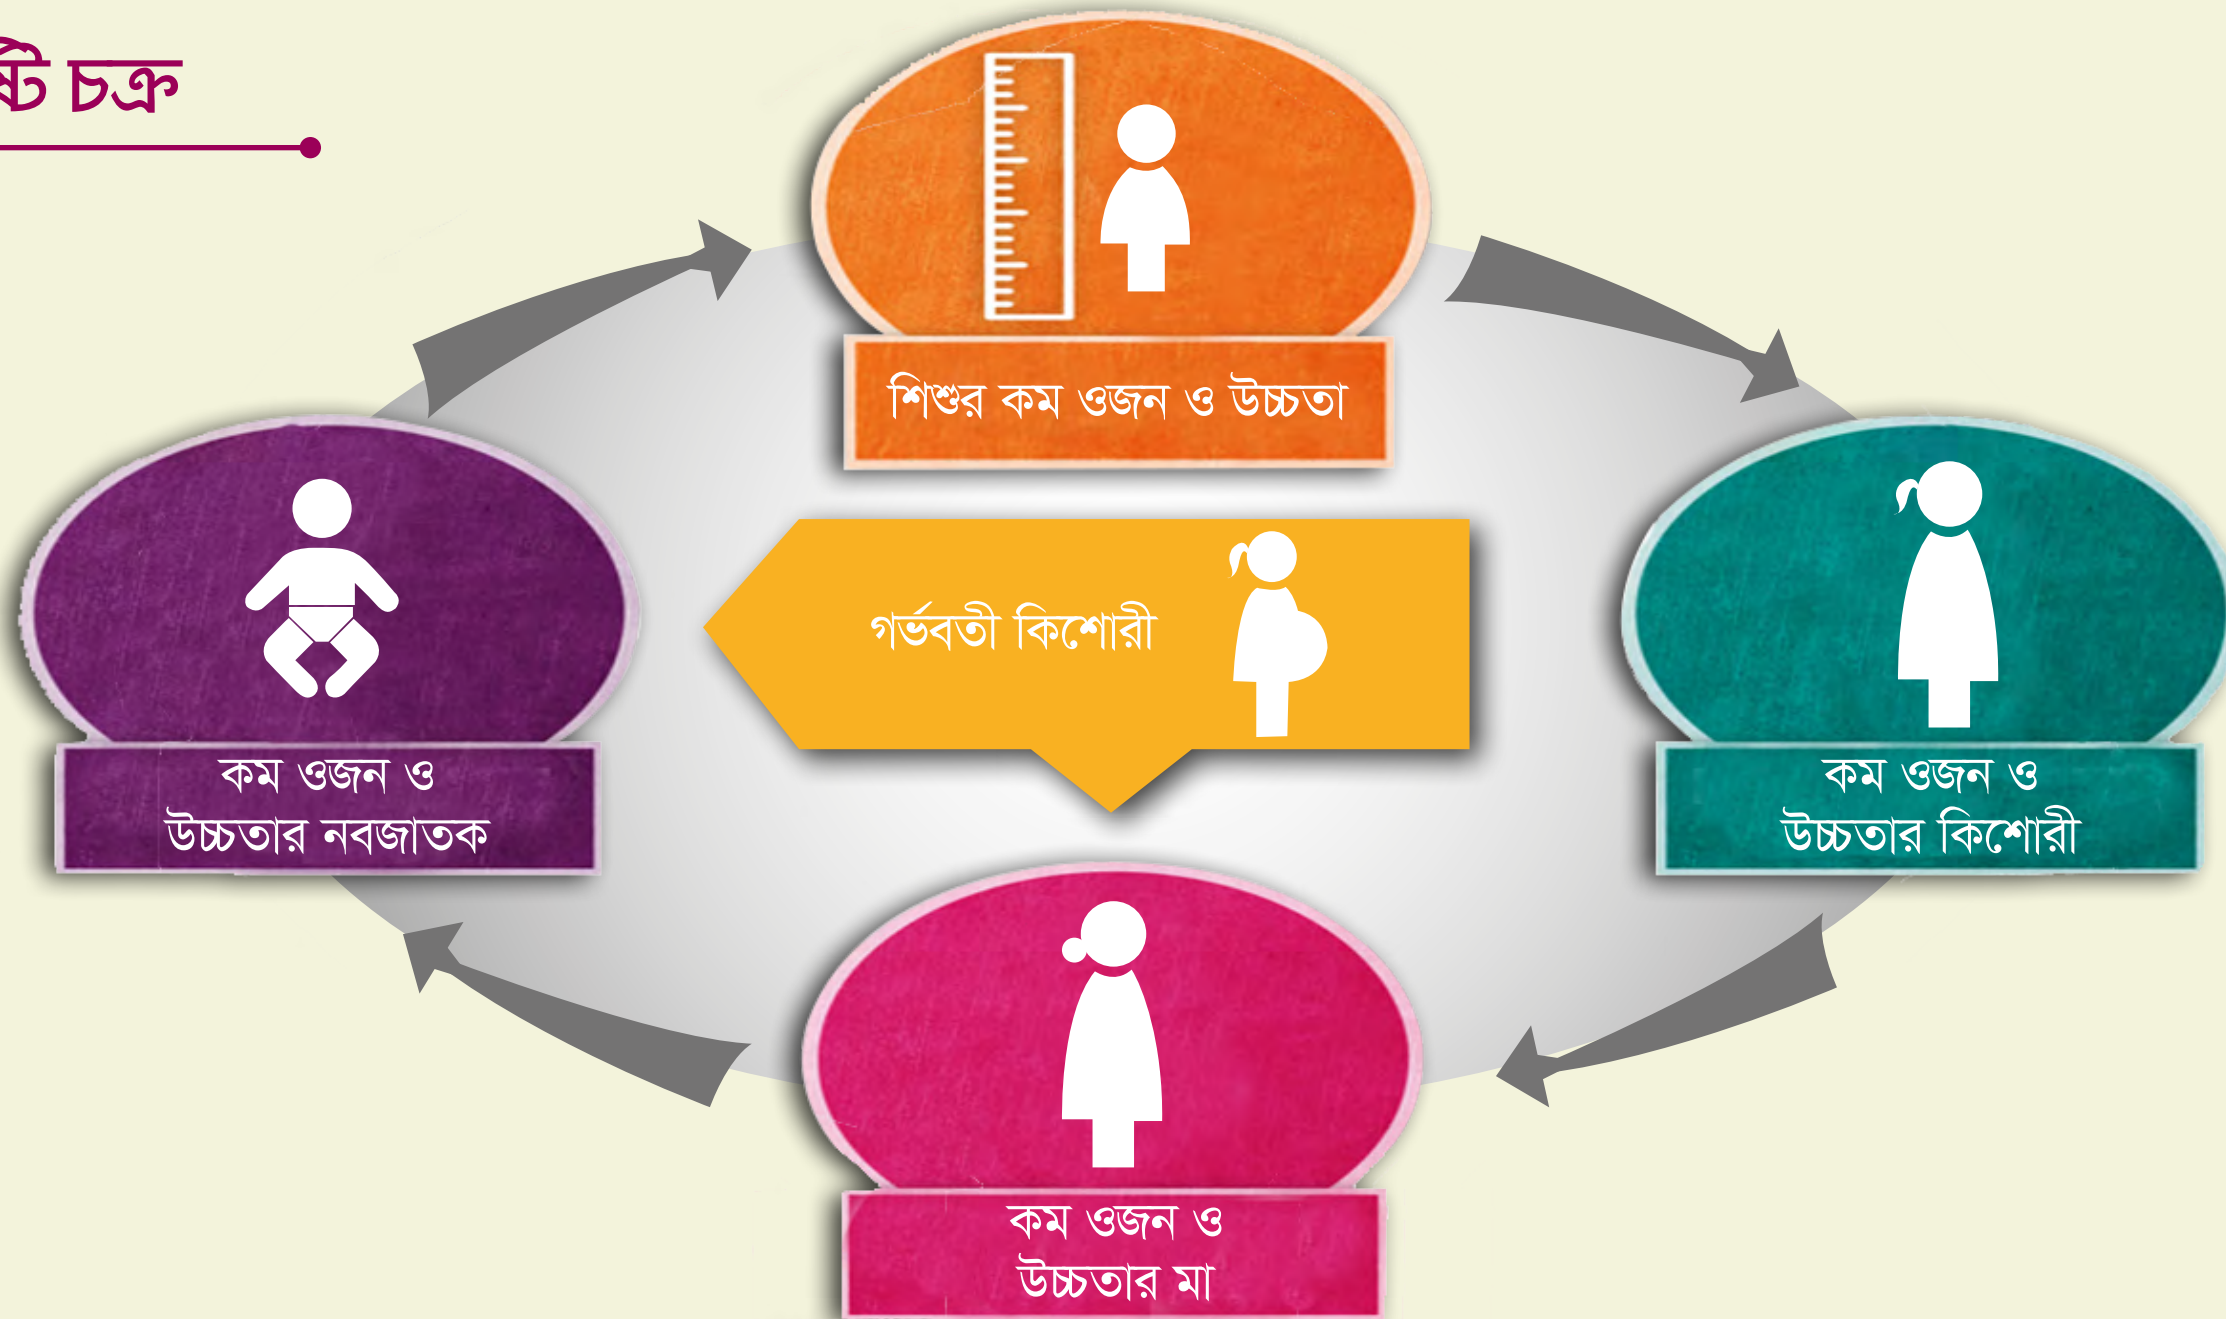 চক্র
শিশুর কম ওজন ও উচ্চতা
গর্ভবতী কিশোরী
কম ওজন ও
উচ্চতার নবজাতক
কম ওজন ও
উচ্চতার কিশোরী
কম ওজন ও
উচ্চতার মা